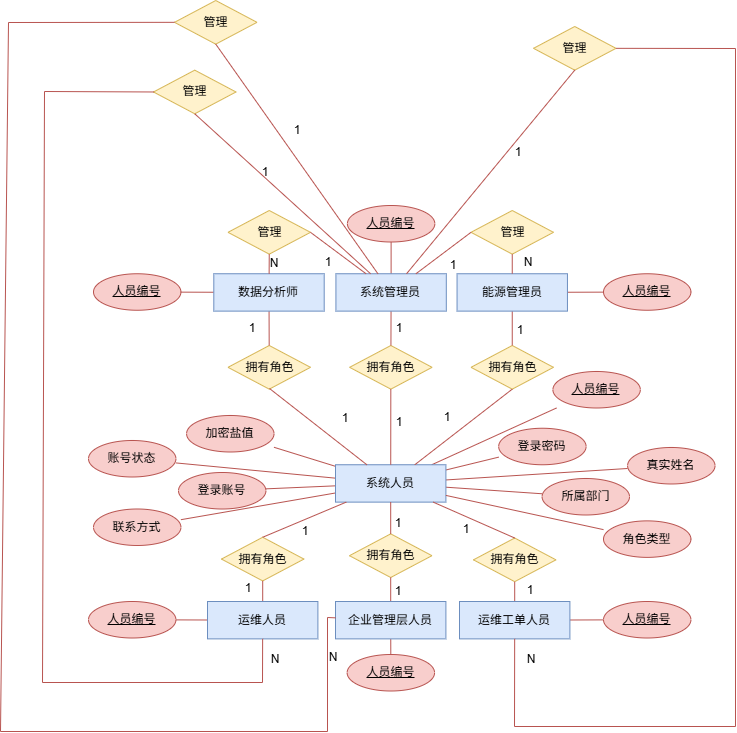 管理
管理
管理
1
1
1
人员编号
管理
管理
N
1
1
N
人员编号
数据分析师
系统管理员
能源管理员
人员编号
1
1
1
拥有角色
拥有角色
拥有角色
人员编号
1
1
1
加密盐值
登录密码
账号状态
真实姓名
系统人员
登录账号
所属部门
联系方式
角色类型
1
1
1
拥有角色
拥有角色
拥有角色
1
1
1
人员编号
运维人员
企业管理层人员
运维工单人员
人员编号
N
N
N
人员编号